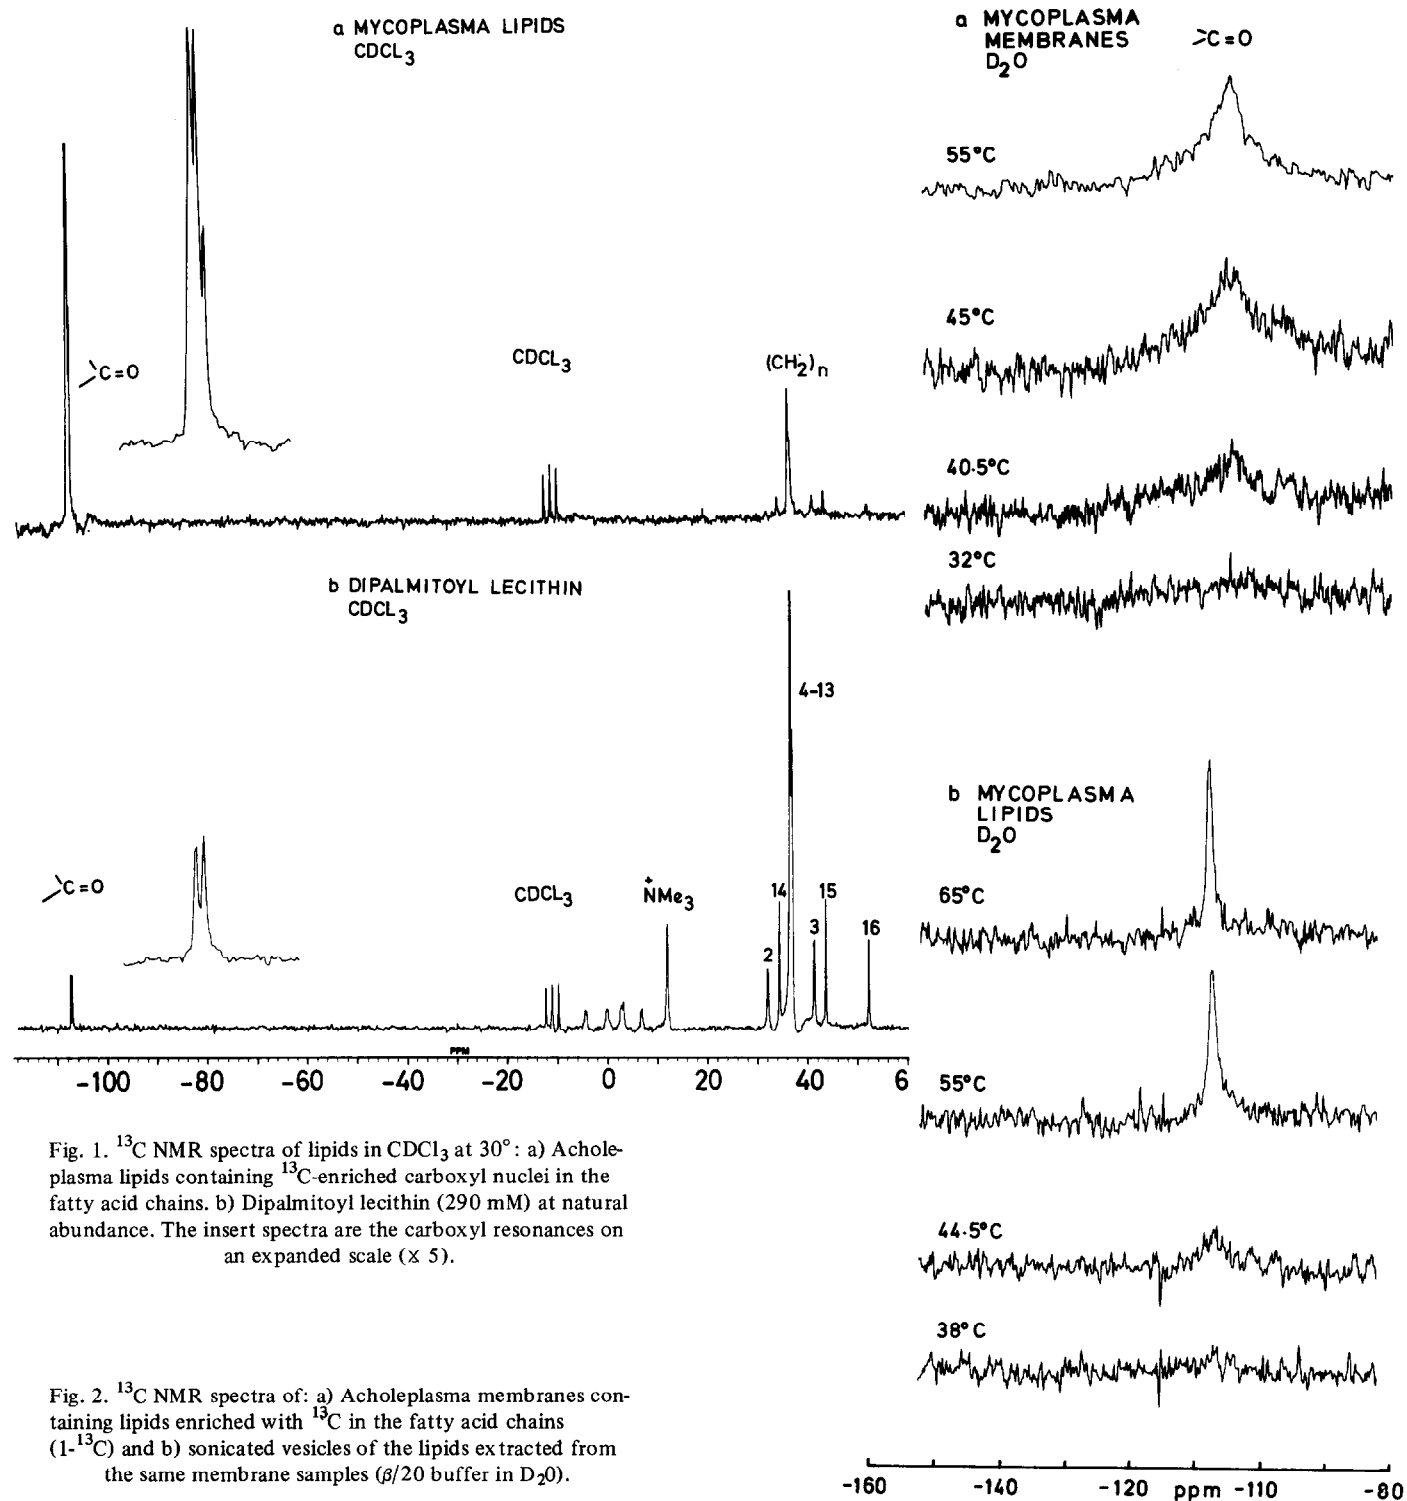 a MYCOPLASMA LIPIDS
CDCL3
>C=O
CDCL3
(CH2)n
b DIPALMITOYL LECITHIN
CDCL3
>C=O
CDCL3
+NMe3
2
14
4-13
3
15
16
PPM
-100 -80 -60 -40 -20 0 20 40 6
Fig. 1. 13C NMR spectra of lipids in CDCl3 at 30°: a) Achole-
plasma lipids containing 13C-enriched carboxyl nuclei in the
fatty acid chains. b) Dipalmitoyl lecithin (290 mM) at natural
abundance. The insert spectra are the carboxyl resonances on
an expanded scale (x 5).
Fig. 2. 13C NMR spectra of: a) Acholeplasma membranes con-
taining lipids enriched with 13C in the fatty acid chains
(1-13C) and b) sonicated vesicles of the lipids extracted from
the same membrane samples (β/20 buffer in D20).
a MYCOPLASMA
MEMBRANES
D2O
>C=O
55°C
45°C
40·5°C
32°C
b MYCOPLASMA
LIPIDS
D2O
65°C
55°C
44·5°C
38°C
-160 -140 -120 ppm -110 -80